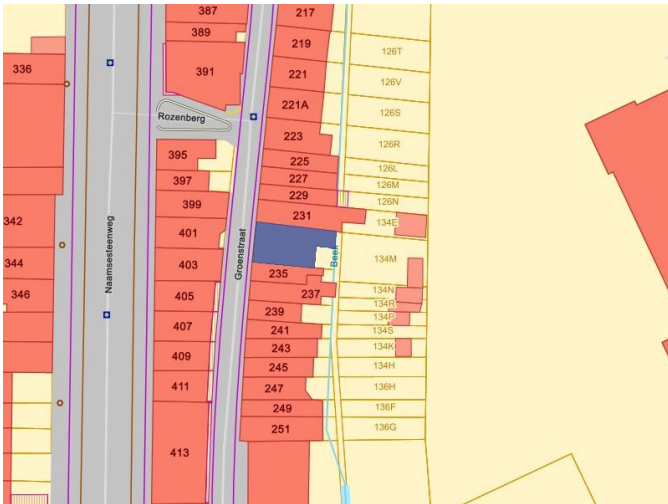 387
389
391
336
Rozenberg
395
397
399
401
403
405
407
409
411
413
342
344
346
Naamsesteenweg
Groenstraat
217
219
221
221A
223
225
227
229
231
235
237
239
241
243
245
247
249
251
Beek
126T
126V
126S
126R
126L
126M
126N
134E
134M
134N
134R
134P
134S
134K
134H
136H
136F
136G